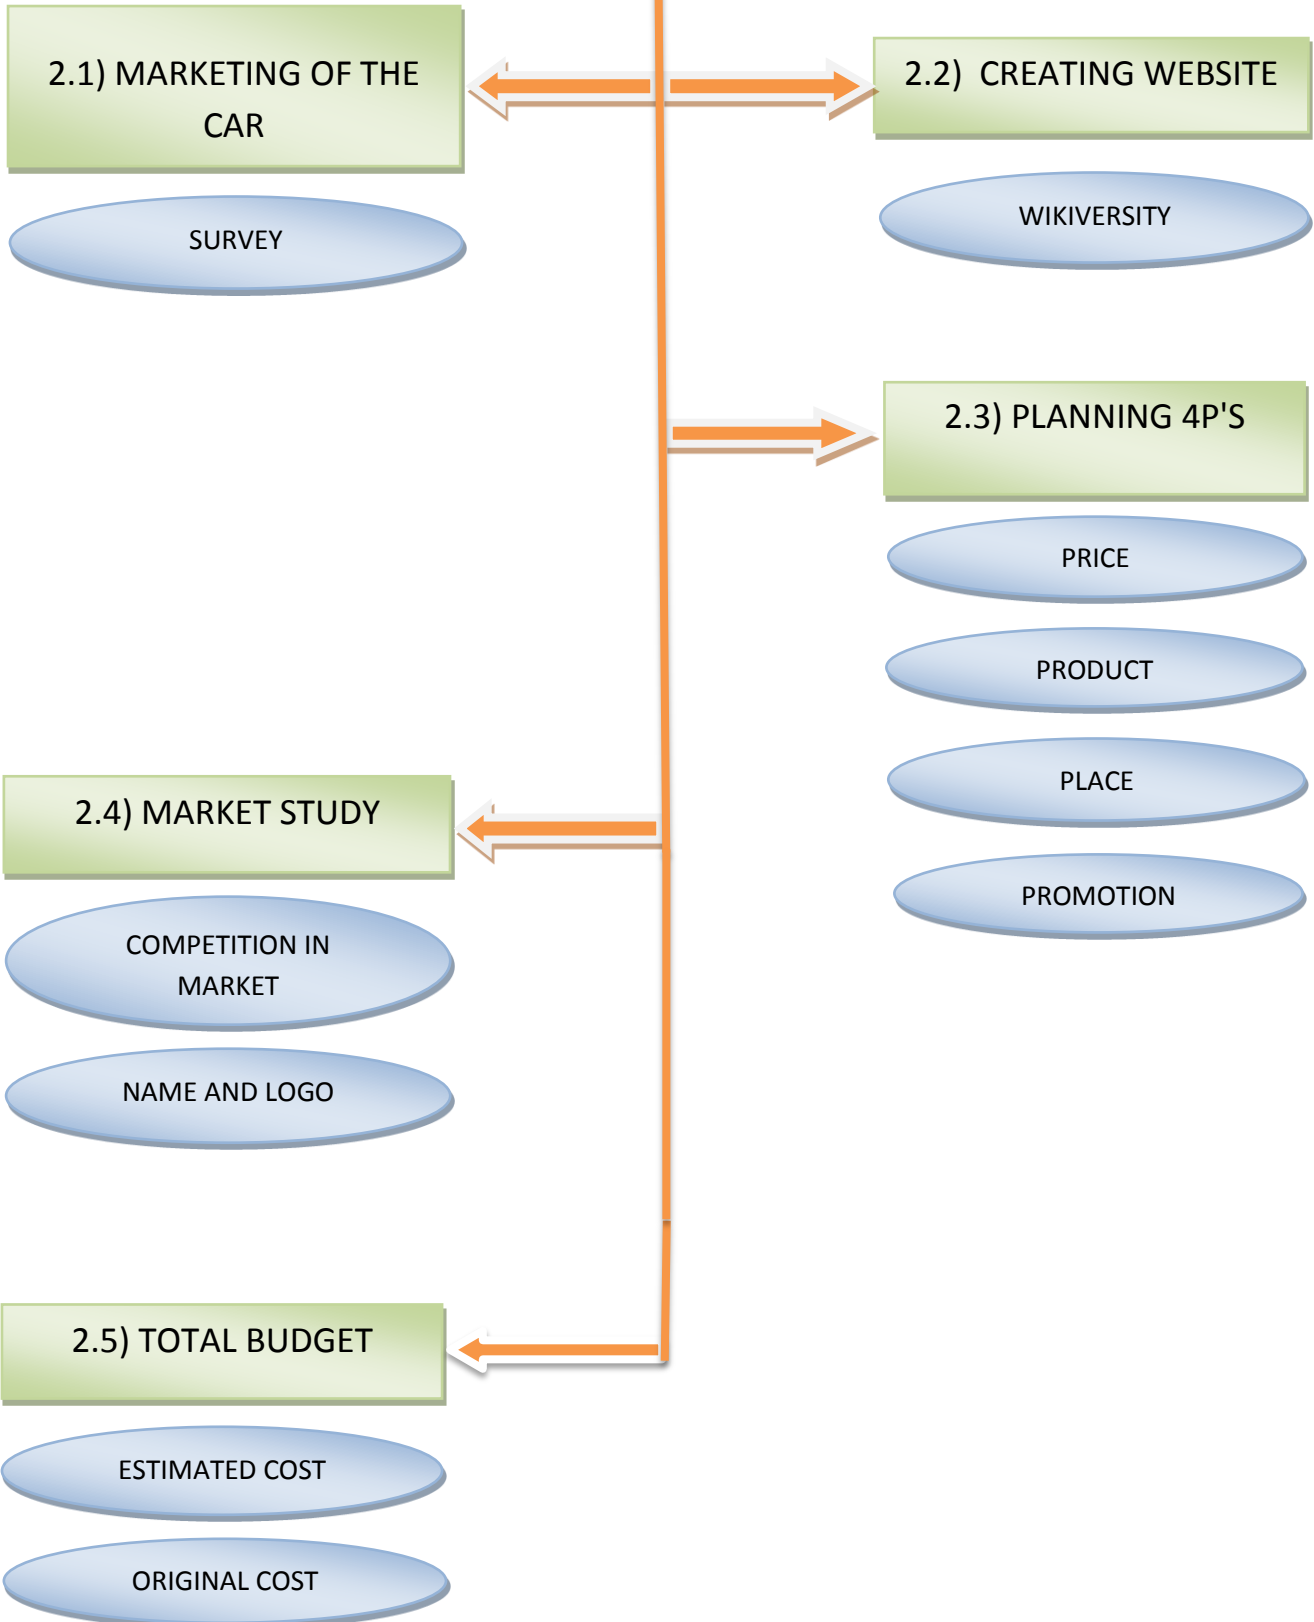 2.1) MARKETING OF THE
CAR
SURVEY
2.2) CREATING WEBSITE
WIKIVERSITY
2.3) PLANNING 4P'S
PRICE
PRODUCT
PLACE
PROMOTION
2.4) MARKET STUDY
COMPETITION IN
MARKET
NAME AND LOGO
2.5) TOTAL BUDGET
ESTIMATED COST
ORIGINAL COST